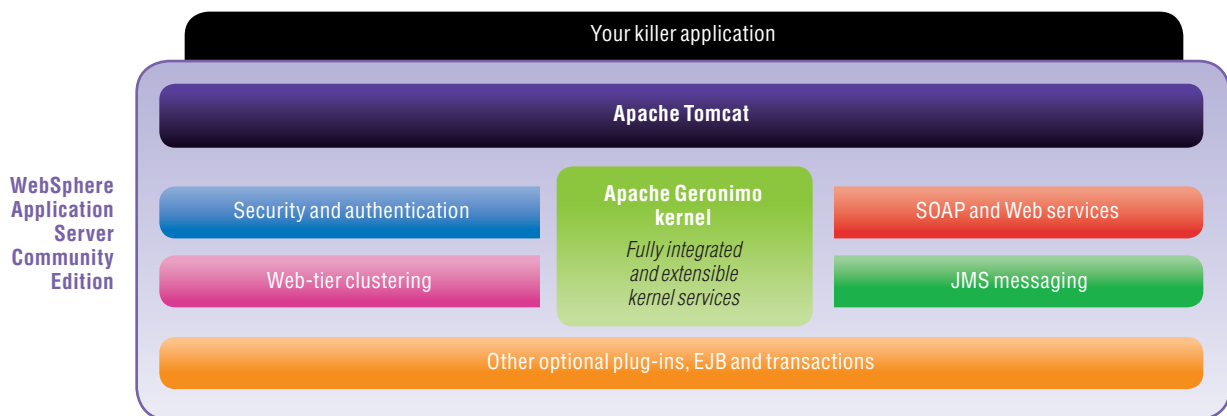 Your killer application
Apache Tomcat
WebSphere
Application
Server
Community
Edition
Security and authentication
Web-tier clustering
Apache Geronimo
kernel
Fully integrated
and extensible
kernel services
SOAP and Web services
JMS messaging
Other optional plug-ins, EJB and transactions